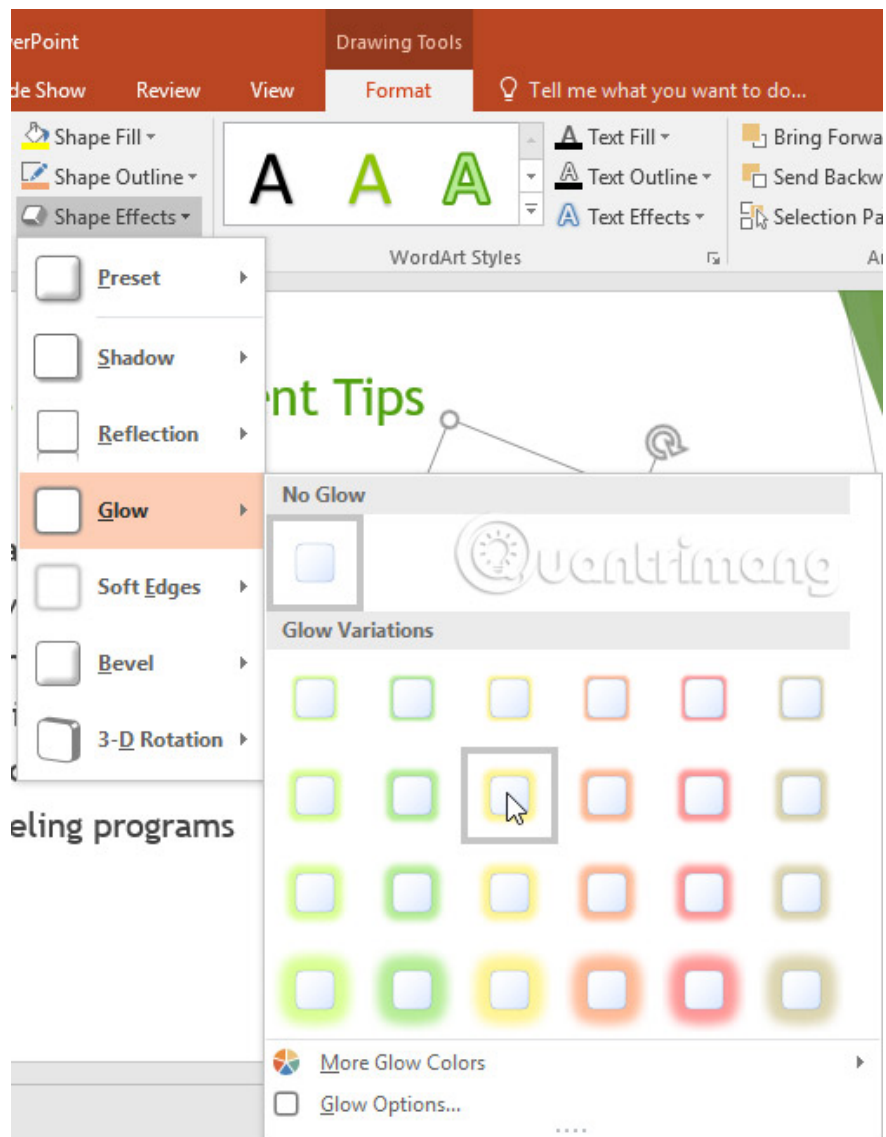 erPoint
Drawing Tools
de Show Review View Format Tell me what you want to do...
Shape Fill
Shape Outline
Shape Effects
A A A
Text Fill
Text Outline
Text Effects
Bring Forwa
Send Backw
Selection Pa
WordArt Styles
Ar
Preset
Shadow
Reflection
Glow
Soft Edges
Bevel
3-D Rotation
ent Tips
eling programs
No Glow
Quantrimang
Glow Variations
More Glow Colors
Glow Options...